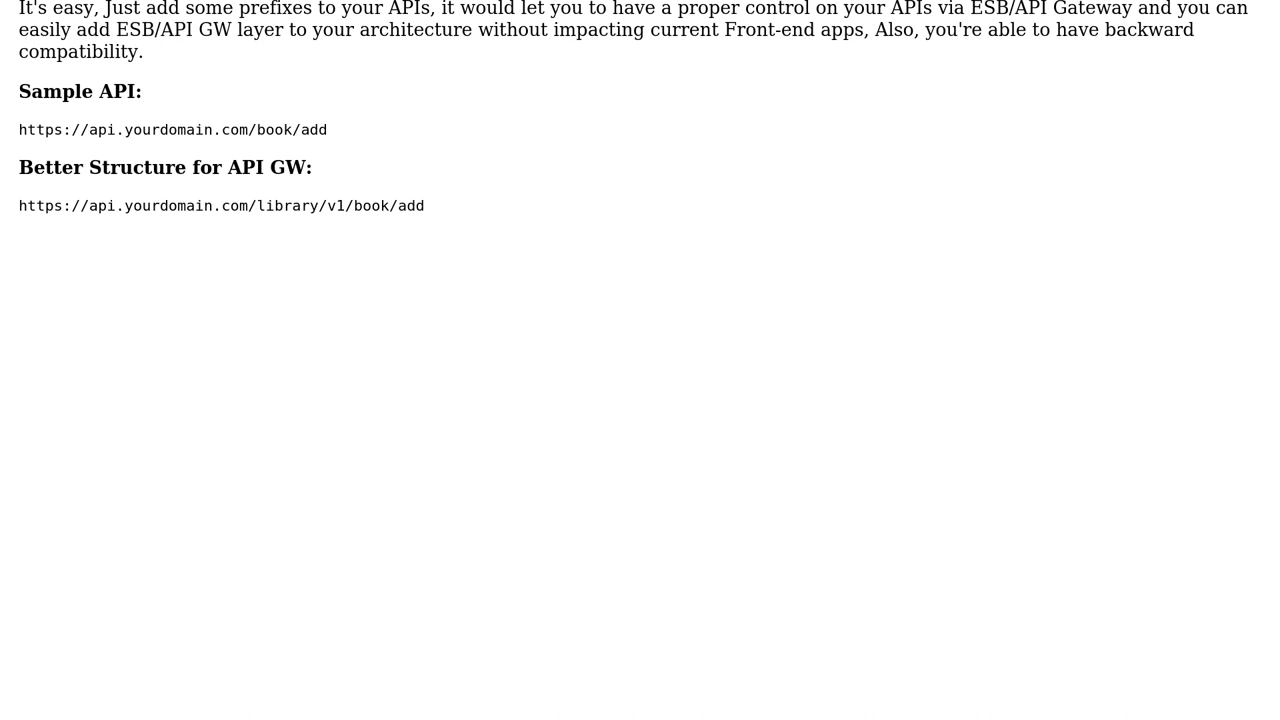 It's easy, Just add some prefixes to your APIs, it would let you to have a proper control on your APIs via ESB/API Gateway and you can
easily add ESB/API GW layer to your architecture without impacting current Front-end apps, Also, you're able to have backward
compatibility.
Sample API:
https://api.yourdomain.com/book/add
Better Structure for API GW:
https://api.yourdomain.com/library/v1/book/add